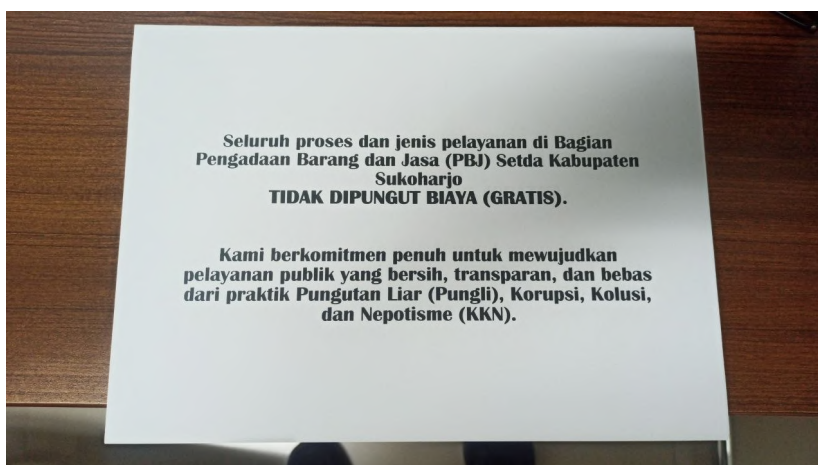 Seluruh proses dan jenis pelayanan di Bagian
Pengadaan Barang dan Jasa (PBJ) Setda Kabupaten
Sukoharjo
TIDAK DIPUNGUT BIAYA (GRATIS).
Kami berkomitmen penuh untuk mewujudkan
pelayanan publik yang bersih, transparan, dan bebas
dari praktik Pungutan Liar (Pungli), Korupsi, Kolusi,
dan Nepotisme (KKN).